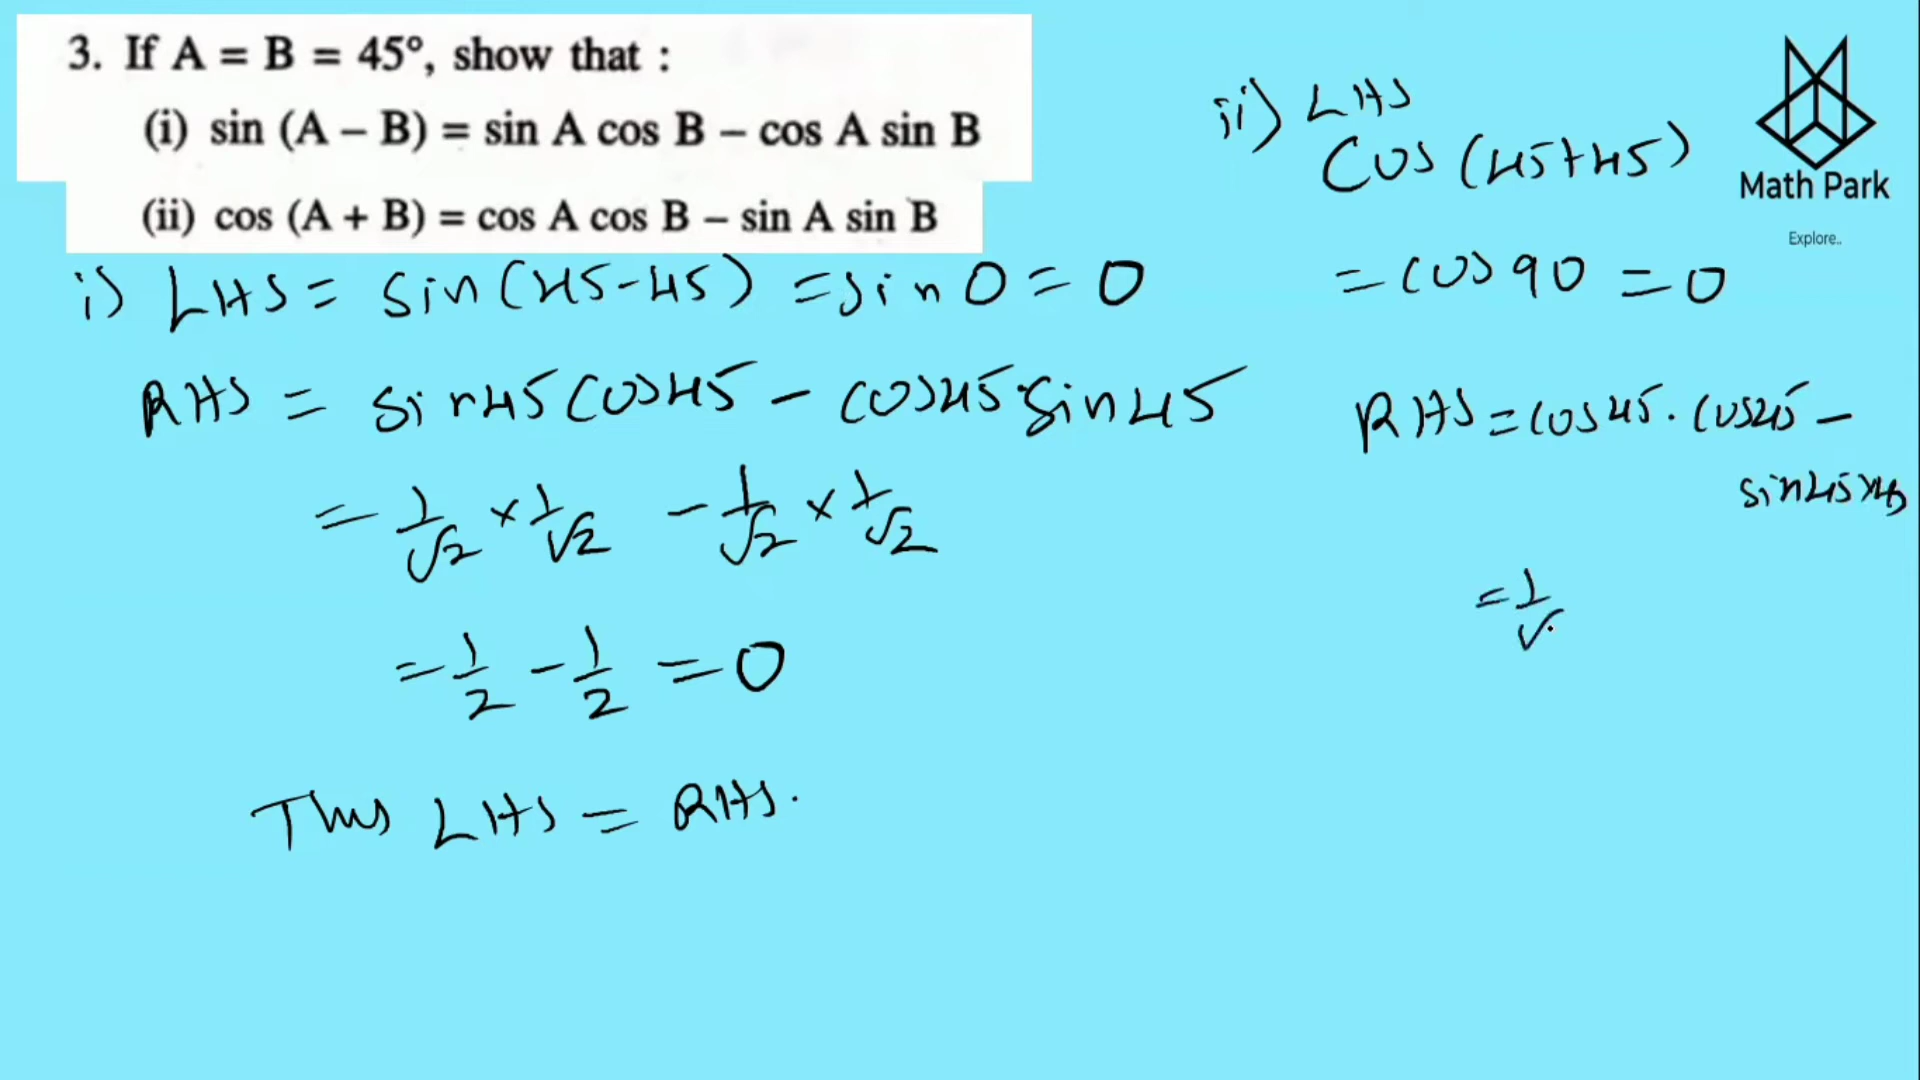 3. If A = B = 45°, show that :
(i) sin (A – B) = sin A cos B – cos A sin B
(ii) cos (A + B) = cos A cos B – sin A sin B
i) LHS = sin(45-45) = sin 0 = 0
RHS = sin45 cos45 - cos45 sin45
= 1/√2 × 1/√2 - 1/√2 × 1/√2
= 1/2 - 1/2 = 0
Thus LHS = RHS.
ii) LHS
Cos (45+45)
= cos 90 = 0
RHS = cos 45. cos45 -
sin45
= 1/√
Math Park
Explore..